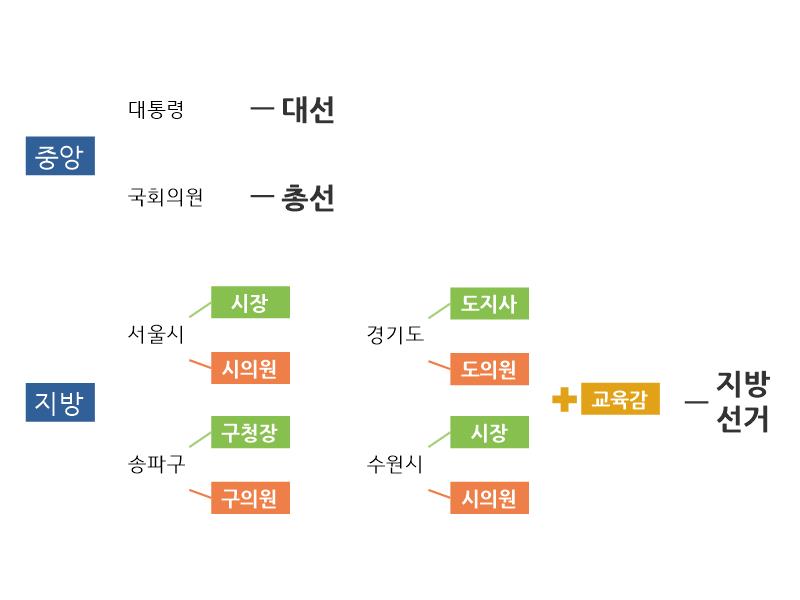 대통령 — 대선
중앙
국회의원 — 총선
시장
서울시
시의원
도지사
경기도
도의원
지방
구청장
송파구
구의원
시장
수원시
시의원
+ 교육감 — 지방
선거